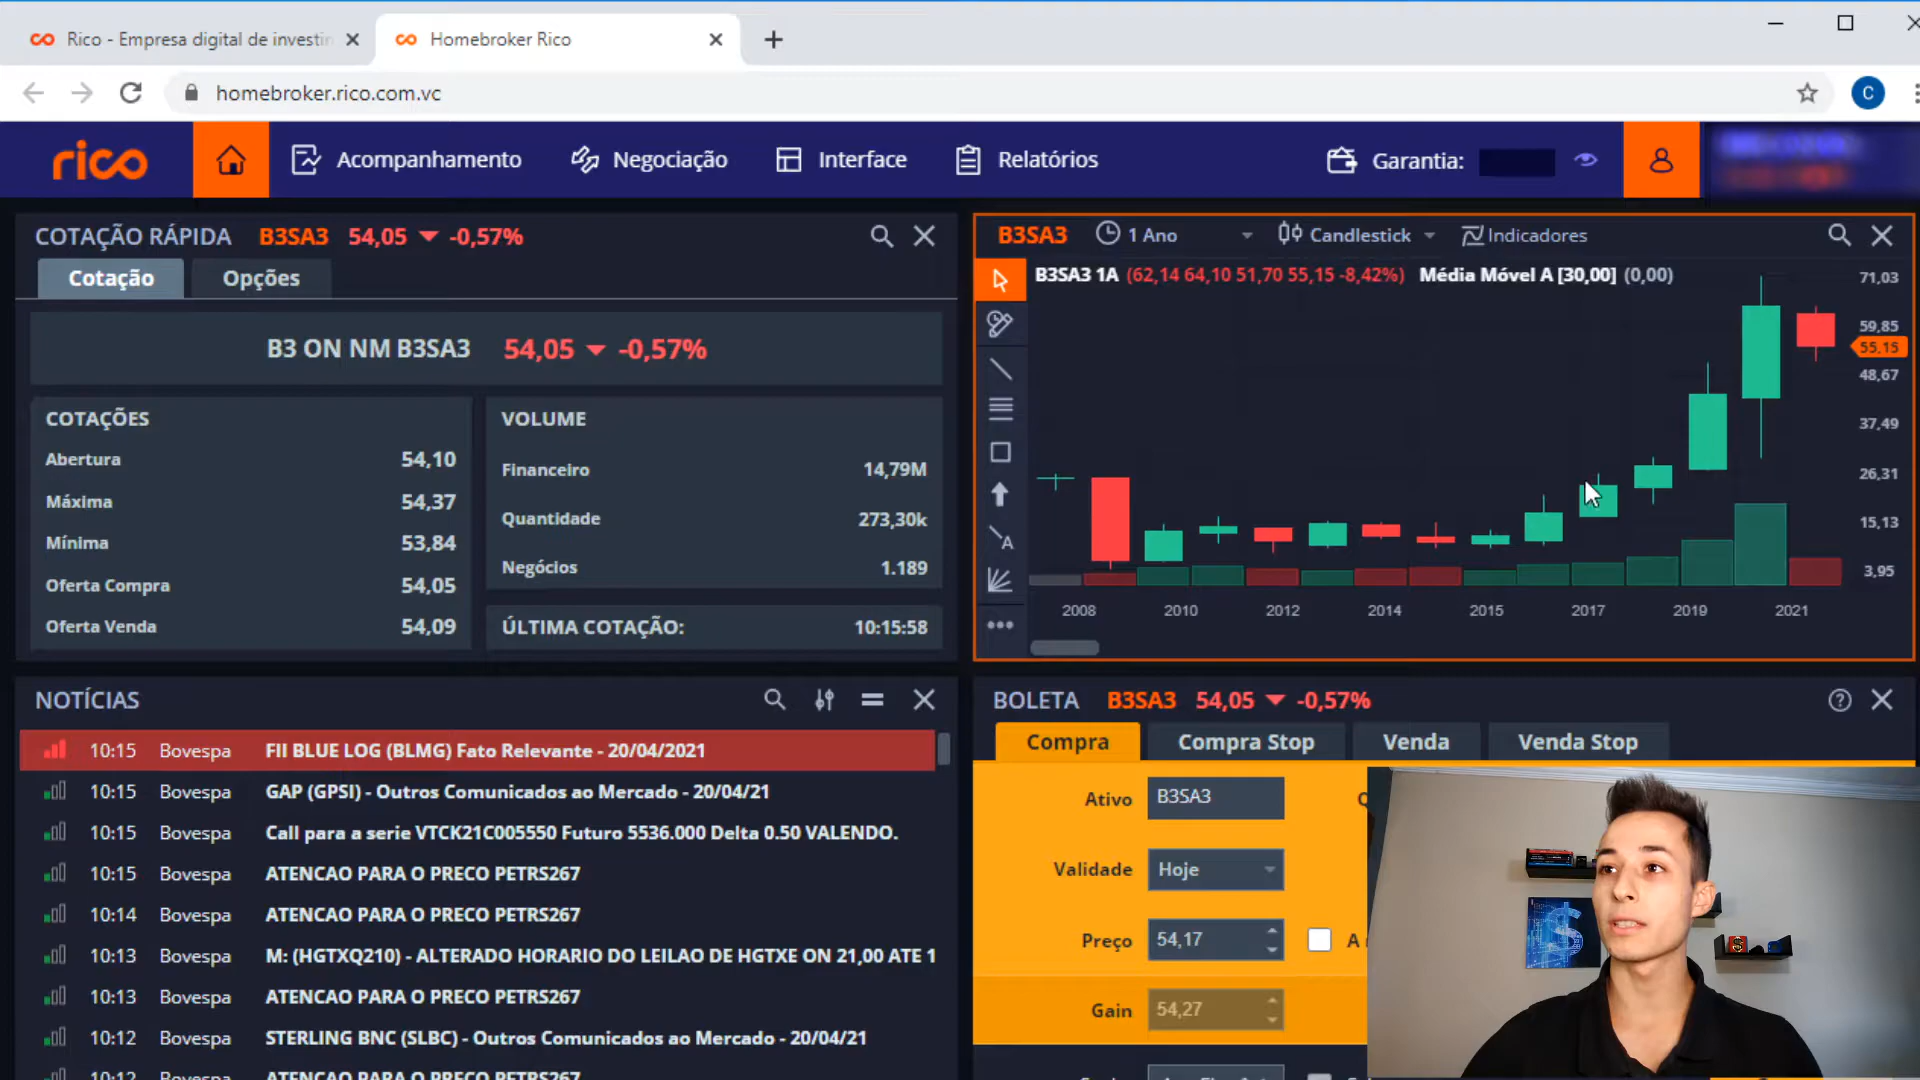 Rico - Empresa digital de investin
Homebroker Rico
homebroker.rico.com.vc
C
rico
Acompanhamento
Negociação
Interface
Relatórios
Garantia:
COTAÇÃO RÁPIDA B3SA3 54,05 -0,57%
Cotação Opções
B3 ON NM B3SA3 54,05 -0,57%
COTAÇÕES
Abertura 54,10
Máxima 54,37
Mínima 53,84
Oferta Compra 54,05
Oferta Venda 54,09
VOLUME
Financeiro 14,79M
Quantidade 273,30k
Negócios 1.189
ÚLTIMA COTAÇÃO: 10:15:58
B3SA3 1 Ano Candlestick Indicadores
B3SA3 1A (62,14 64,10 51,70 55,15 -8,42%) Média Móvel A [30,00] (0,00)
71,03
59,85
55,15
48,67
37,49
26,31
15,13
3,95
A
2008 2010 2012 2014 2015 2017 2019 2021
NOTÍCIAS
10:15 Bovespa FII BLUE LOG (BLMG) Fato Relevante - 20/04/2021
10:15 Bovespa GAP (GPSI) - Outros Comunicados ao Mercado - 20/04/21
10:15 Bovespa Call para a serie VTCK21C005550 Futuro 5536.000 Delta 0.50 VALENDO.
10:15 Bovespa ATENCAO PARA O PRECO PETRS267
10:14 Bovespa ATENCAO PARA O PRECO PETRS267
10:13 Bovespa M: (HGTXQ210) - ALTERADO HORARIO DO LEILAO DE HGTXE ON 21,00 ATE 1
10:13 Bovespa ATENCAO PARA O PRECO PETRS267
10:12 Bovespa STERLING BNC (SLBC) - Outros Comunicados ao Mercado - 20/04/21
10:12 Bovespa ATENCAO PARA O PRECO PETRS267
BOLETA B3SA3 54,05 -0,57%
Compra Compra Stop Venda Venda Stop
Ativo B3SA3
Validade Hoje
Preço 54,17 A
Gain 54,27